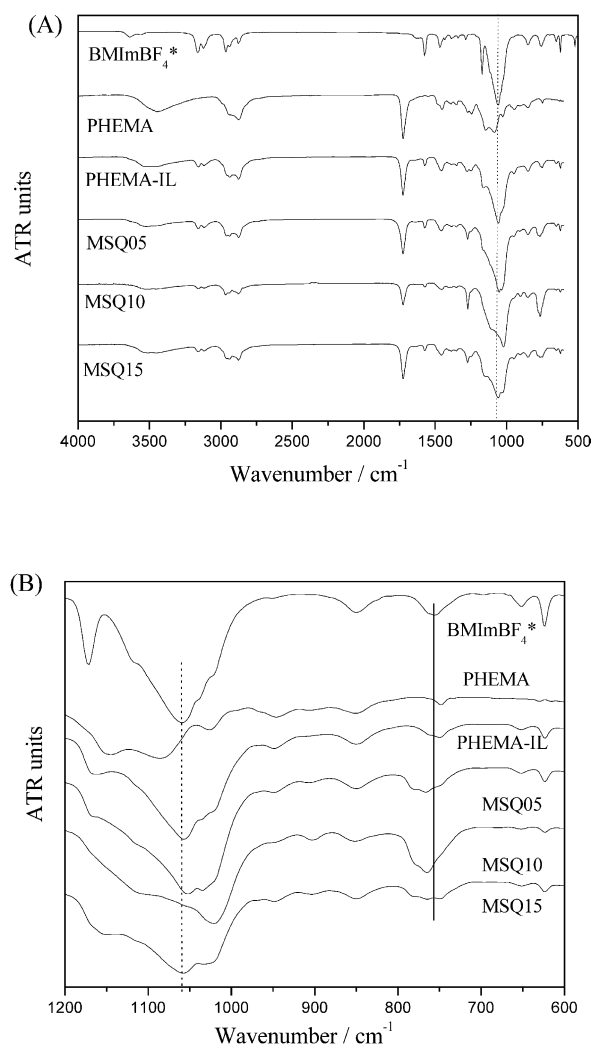 (A)
BMImBF4*
PHEMA
PHEMA-IL
MSQ05
MSQ10
MSQ15
ATR units
4000 3500 3000 2500 2000 1500 1000 500
Wavenumber / cm-1
(B)
BMImBF4*
PHEMA
PHEMA-IL
MSQ05
MSQ10
MSQ15
ATR units
1200 1100 1000 900 800 700 600
Wavenumber / cm-1